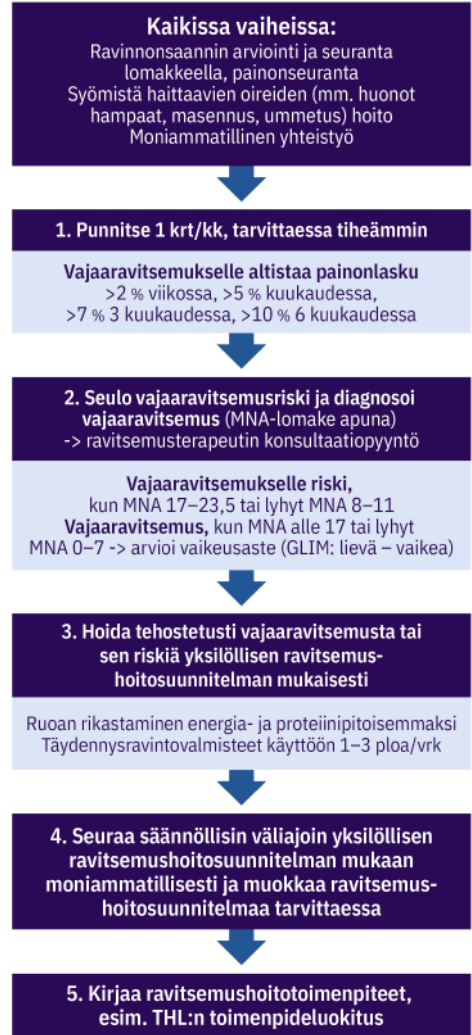 Kaikissa vaiheissa:
Ravinnonsaannin arviointi ja seuranta
lomakkeella, painonseuranta
Syömistä haittaavien oireiden (mm. huonot
hampaat, masennus, ummetus) hoito
Moniammatillinen yhteistyö
1. Punnitse 1 krt/kk, tarvittaessa tiheämmin
Vajaaravitsemukselle altistaa painonlasku
>2 % viikossa, >5 % kuukaudessa,
>7 % 3 kuukaudessa, >10 % 6 kuukaudessa
2. Seulo vajaaravitsemusriski ja diagnosoi
vajaaravitsemus (MNA-lomake apuna)
-> ravitsemusterapeutin konsultaatiopyyntö
Vajaaravitsemukselle riski,
kun MNA 17–23,5 tai lyhyt MNA 8–11
Vajaaravitsemus, kun MNA alle 17 tai lyhyt
MNA 0–7 -> arvioi vaikeusaste (GLIM: lievä – vaikea)
3. Hoida tehostetusti vajaaravitsemusta tai
sen riskiä yksilöllisen ravitsemus-
hoitosuunnitelman mukaisesti
Ruoan rikastaminen energia- ja proteiinipitoisemmaksi
Täydennysravintovalmisteet käyttöön 1–3 ploa/vrk
4. Seuraa säännöllisin väliajoin yksilöllisen
ravitsemushoitosuunnitelman mukaan
moniammatillisesti ja muokkaa ravitsemus-
hoitosuunnitelmaa tarvittaessa
5. Kirjaa ravitsemushoitotoimenpiteet,
esim. THL:n toimenpideluokitus